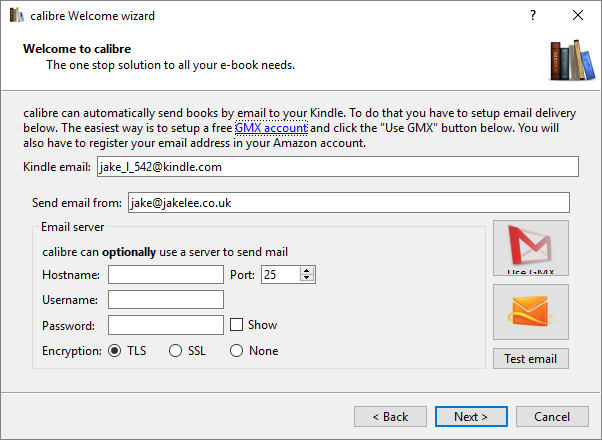 calibre Welcome wizard
Welcome to calibre
The one stop solution to all your e-book needs.
calibre can automatically send books by email to your Kindle. To do that you have to setup email delivery
below. The easiest way is to setup a free GMX account and click the "Use GMX" button below. You will
also have to register your email address in your Amazon account.
Kindle email: jake_l_542@kindle.com
Send email from: jake@jakelee.co.uk
Email server
calibre can optionally use a server to send mail
Hostname: Port: 25
Username:
Password: Show
Encryption: TLS SSL None
Use GMX
Test email
< Back Next > Cancel